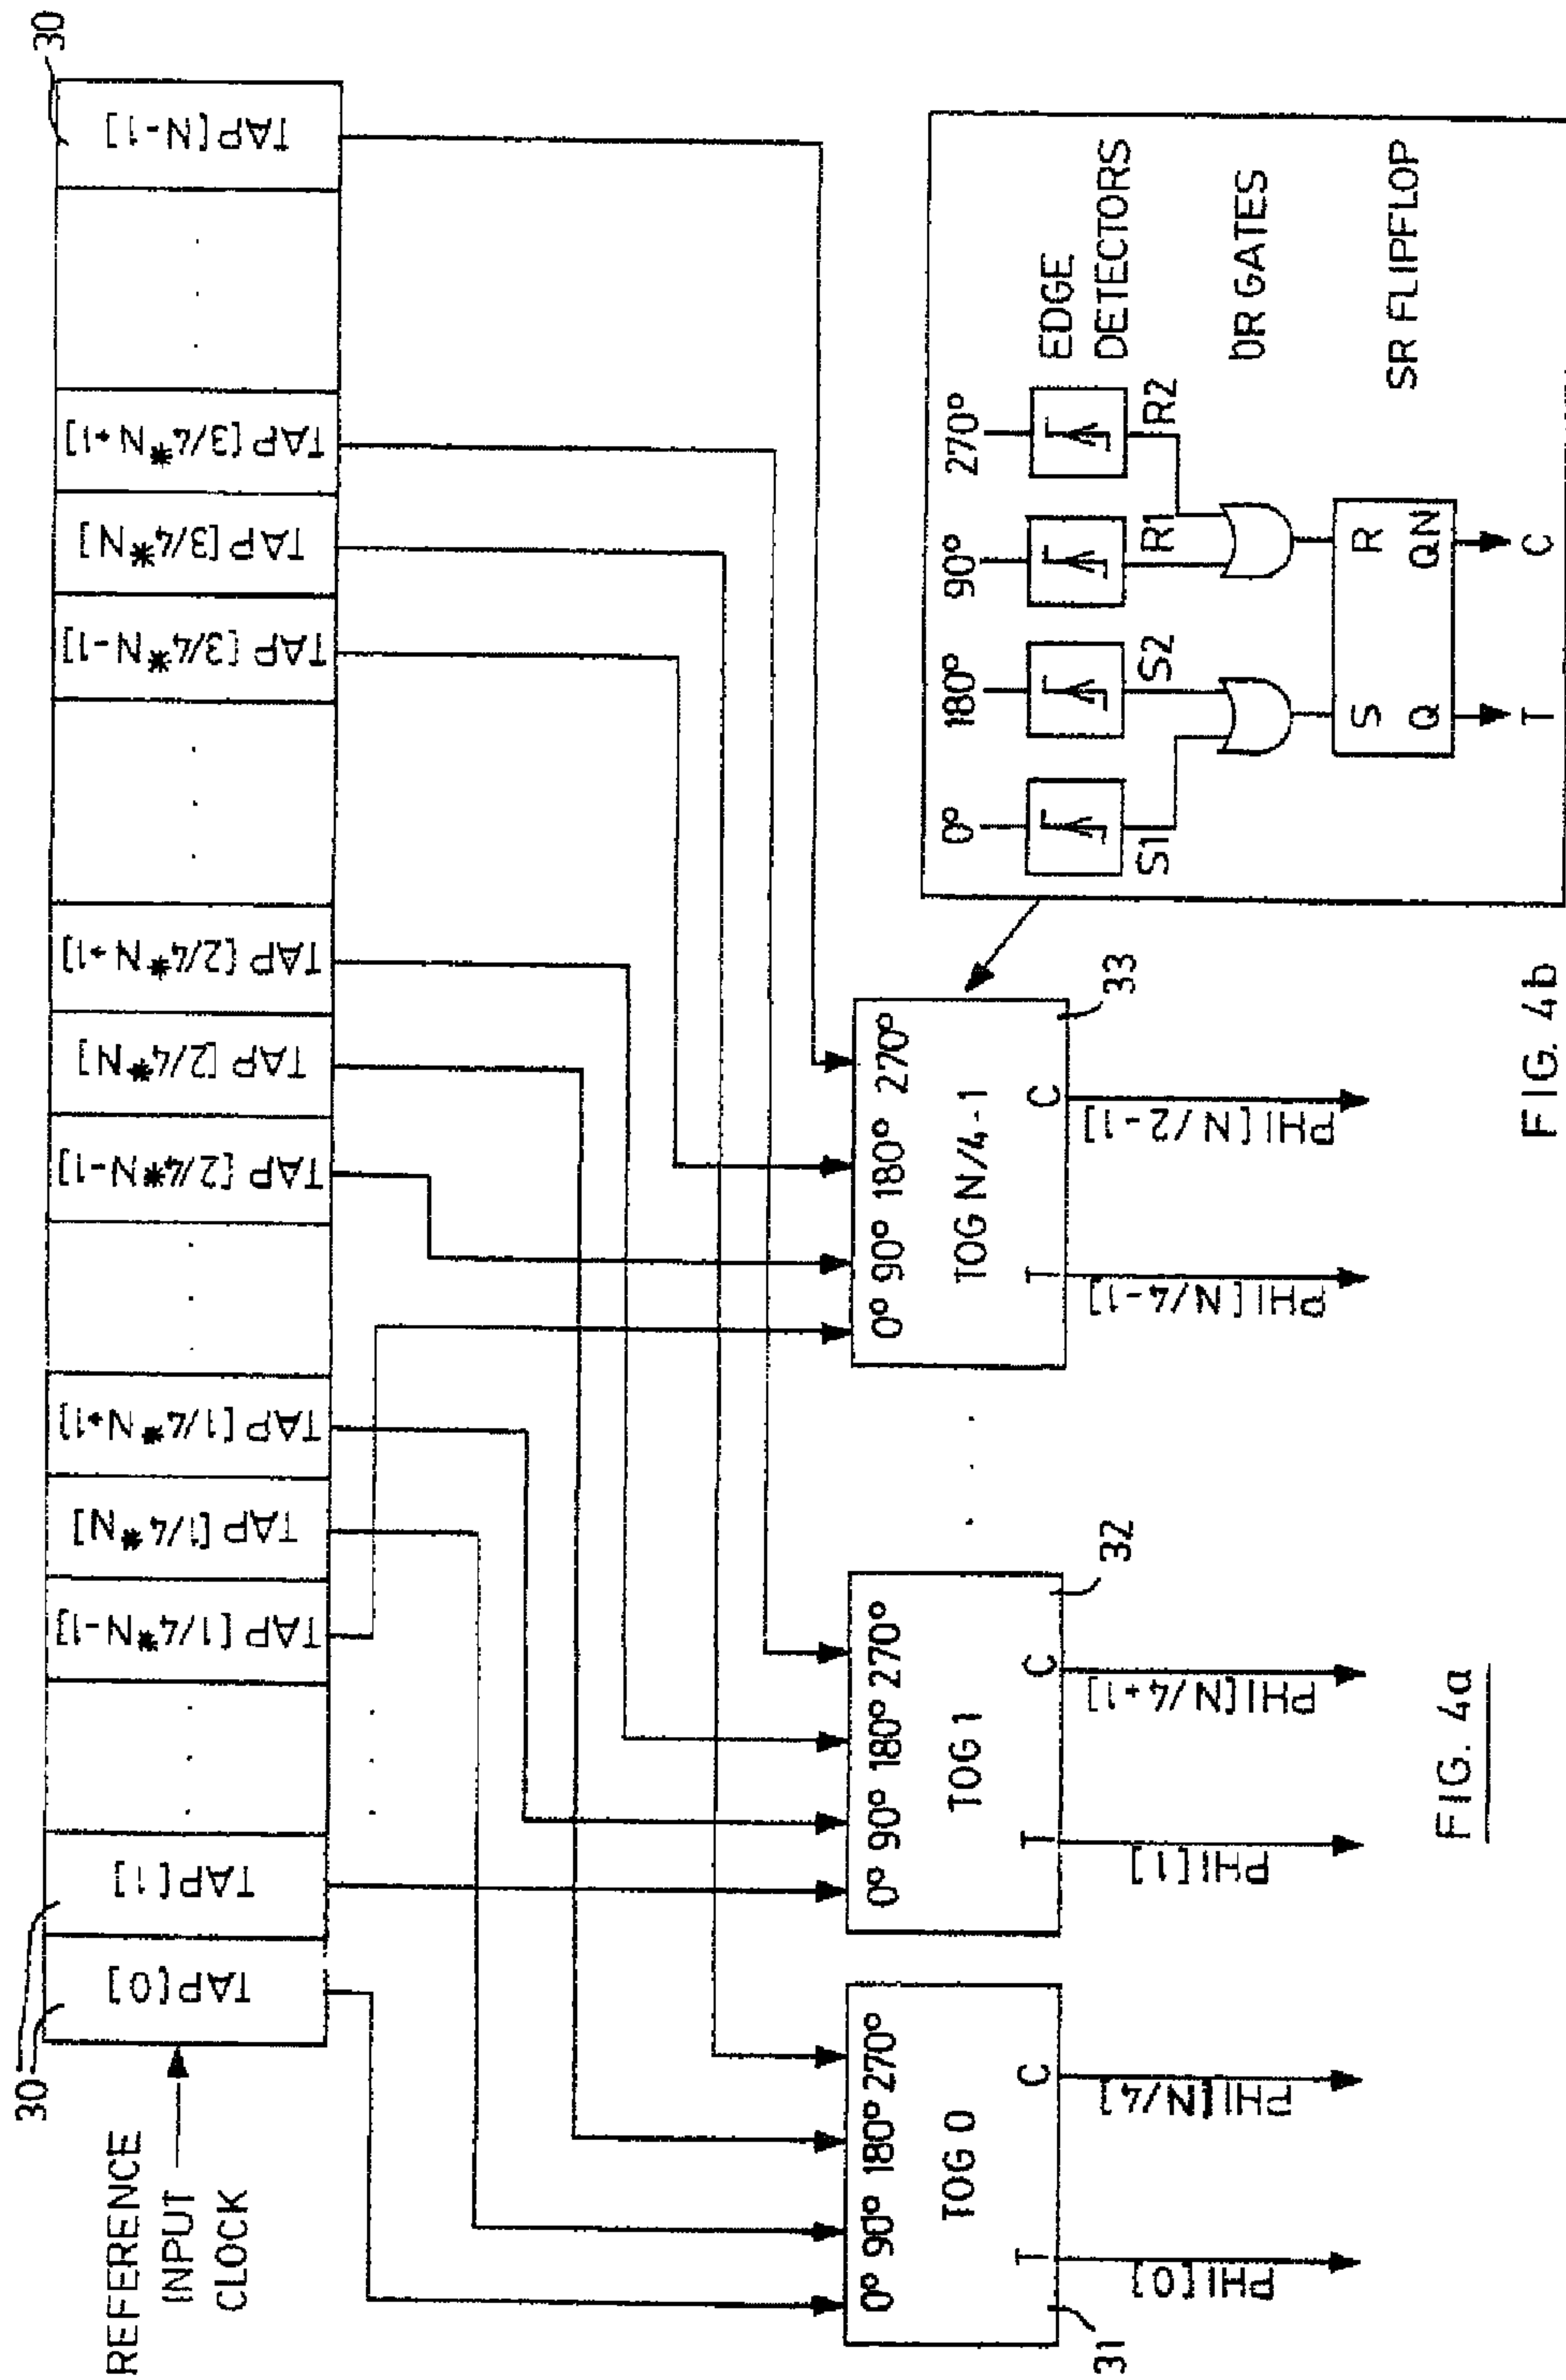 30
REFERENCE
INPUT
CLOCK
30
TAP[0]
TAP[1]
TAP[1/4*N-1]
TAP[1/4*N]
TAP[1/4*N+1]
TAP[2/4*N-1]
TAP[2/4*N]
TAP[2/4*N+1]
TAP[3/4*N-1]
TAP[3/4*N]
TAP[3/4*N+1]
TAP[N-1]
0° 90° 180° 270°
TOG 0
T C
31
PHI[0]
PHI[N/4]
0° 90° 180° 270°
TOG 1
T C
32
PHI[1]
PHI[N/4+1]
0° 90° 180° 270°
TOG N/4-1
T C
33
PHI[N/4-1]
PHI[N/2-1]
FIG. 4a
0° 180° 90° 270°
EDGE
DETECTORS
S1 S2 R1 R2
OR GATES
S R
Q QN
SR FLIPFLOP
T C
FIG. 4b